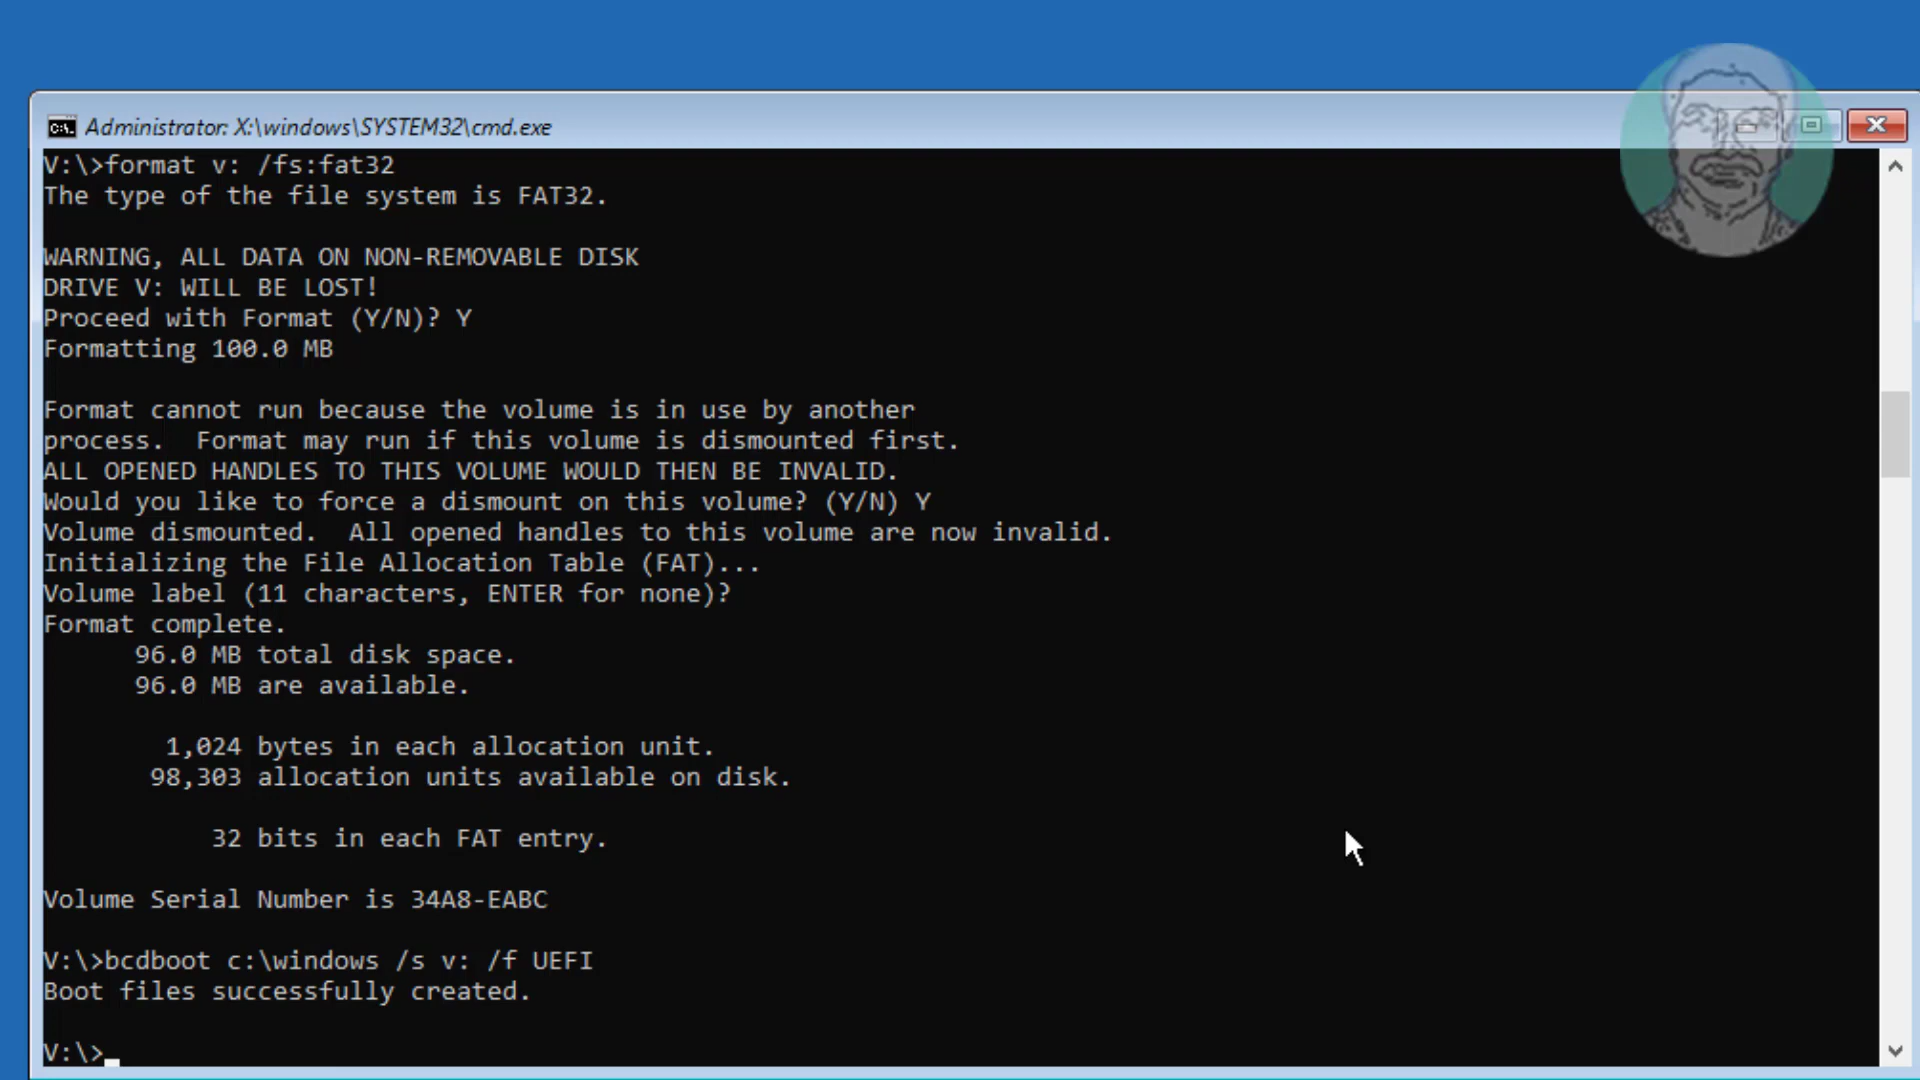 Administrator: X:\windows\SYSTEM32\cmd.exe
V:\>format v: /fs:fat32
The type of the file system is FAT32.
WARNING, ALL DATA ON NON-REMOVABLE DISK
DRIVE V: WILL BE LOST!
Proceed with Format (Y/N)? Y
Formatting 100.0 MB
Format cannot run because the volume is in use by another
process.  Format may run if this volume is dismounted first.
ALL OPENED HANDLES TO THIS VOLUME WOULD THEN BE INVALID.
Would you like to force a dismount on this volume? (Y/N) Y
Volume dismounted.  All opened handles to this volume are now invalid.
Initializing the File Allocation Table (FAT)...
Volume label (11 characters, ENTER for none)?
Format complete.
96.0 MB total disk space.
96.0 MB are available.
1,024 bytes in each allocation unit.
98,303 allocation units available on disk.
32 bits in each FAT entry.
Volume Serial Number is 34A8-EABC
V:\>bcdboot c:\windows /s v: /f UEFI
Boot files successfully created.
V:\>